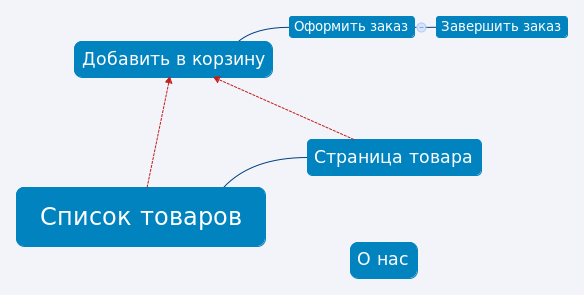 Оформить заказ
Завершить заказ
Добавить в корзину
Страница товара
Список товаров
О нас